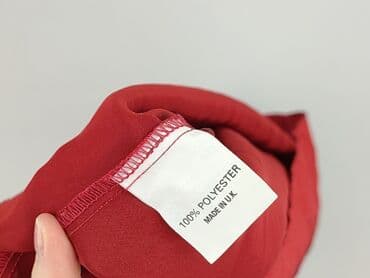 100% POLYESTER
MADE IN U.K.